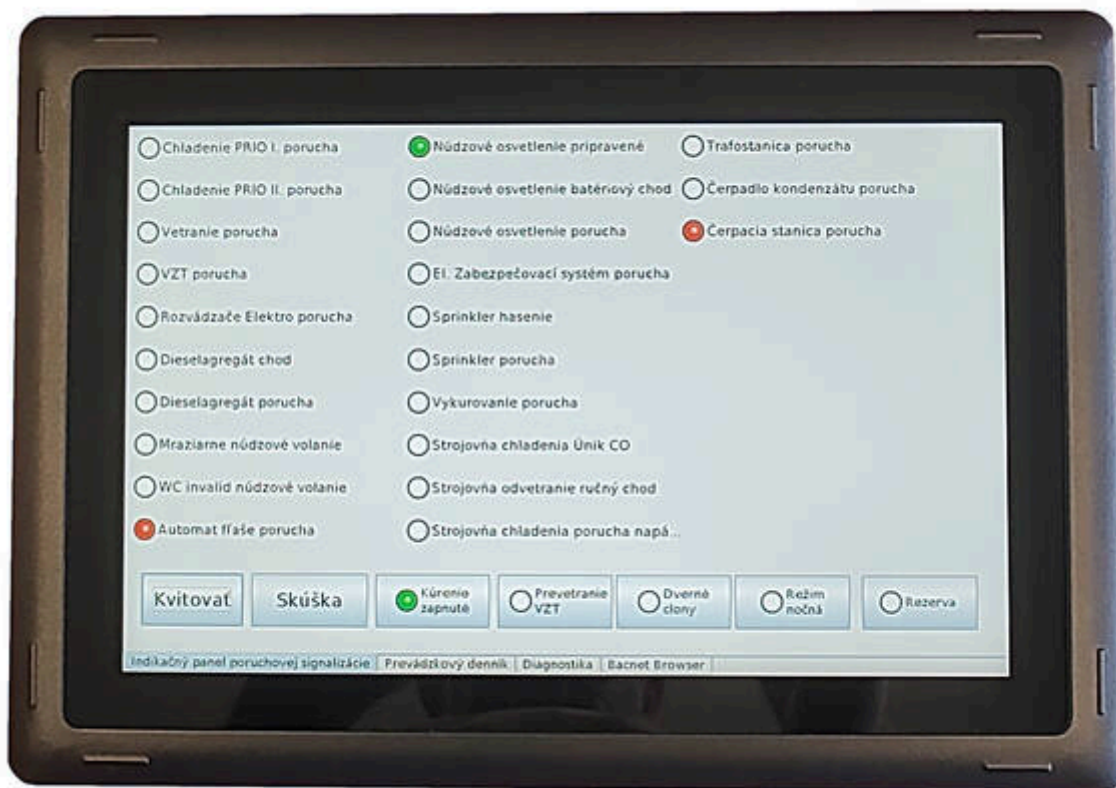 Chladenie PRIO I. porucha
Chladenie PRIO II. porucha
Vetranie porucha
VZT porucha
Rozvádzače Elektro porucha
Dieselagregát chod
Dieselagregát porucha
Mraziarne núdzové volanie
WC invalid núdzové volanie
Automat fľaše porucha
Núdzové osvetlenie pripravené
Núdzové osvetlenie batériový chod
Núdzové osvetlenie porucha
El. Zabezpečovací systém porucha
Sprinkler hasenie
Sprinkler porucha
Vykurovanie porucha
Strojovňa chladenia Únik CO
Strojovňa odvetranie ručný chod
Strojovňa chladenia porucha napá...
Trafostanica porucha
Čerpadlo kondenzátu porucha
Čerpacia stanica porucha
Kvitovať
Skúška
Kúrenie
zapnuté
Prevetranie
VZT
Dverné
clony
Režim
nočná
Rezerva
Indikačný panel poruchovej signalizácie
Prevádzkový denník
Diagnostika
Bacnet Browser